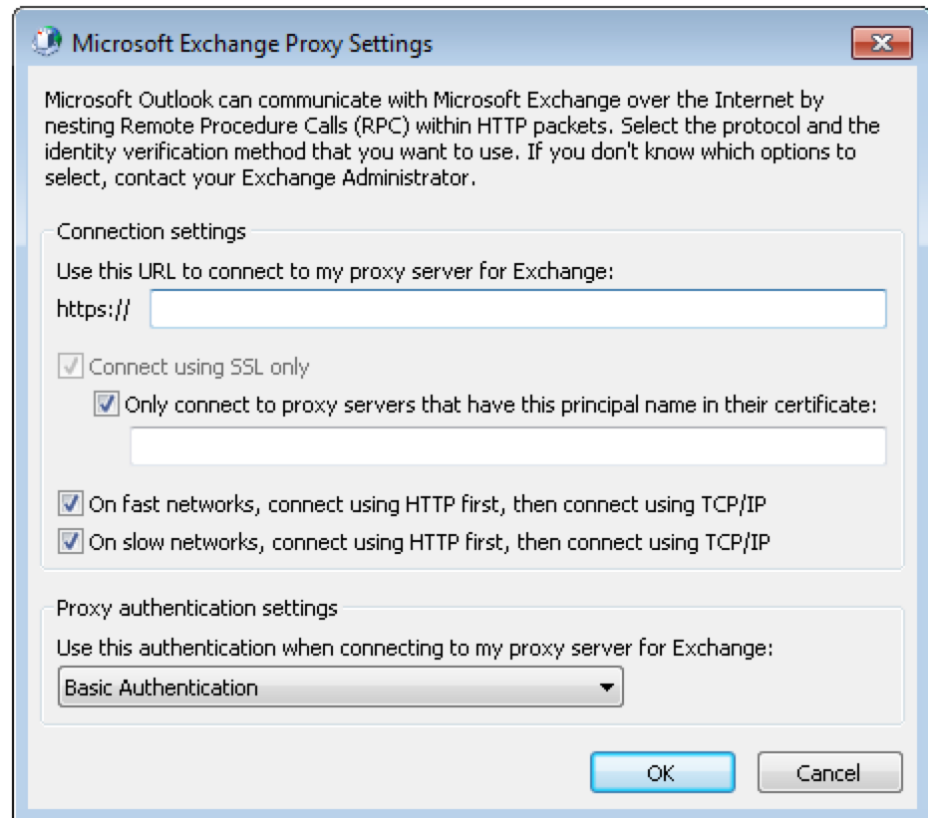 Microsoft Exchange Proxy Settings
Microsoft Outlook can communicate with Microsoft Exchange over the Internet by
nesting Remote Procedure Calls (RPC) within HTTP packets. Select the protocol and the
identity verification method that you want to use. If you don't know which options to
select, contact your Exchange Administrator.
Connection settings
Use this URL to connect to my proxy server for Exchange:
https://
Connect using SSL only
Only connect to proxy servers that have this principal name in their certificate:
On fast networks, connect using HTTP first, then connect using TCP/IP
On slow networks, connect using HTTP first, then connect using TCP/IP
Proxy authentication settings
Use this authentication when connecting to my proxy server for Exchange:
Basic Authentication
OK Cancel